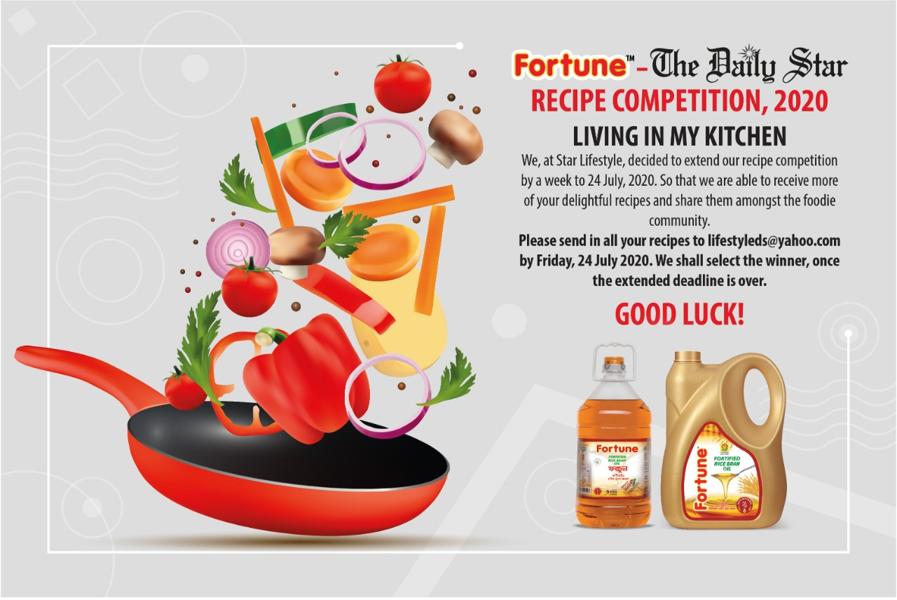 Fortune™ - The Daily Star
RECIPE COMPETITION, 2020
LIVING IN MY KITCHEN
We, at Star Lifestyle, decided to extend our recipe competition
by a week to 24 July, 2020. So that we are able to receive more
of your delightful recipes and share them amongst the foodie
community.
Please send in all your recipes to lifestyleds@yahoo.com
by Friday, 24 July 2020. We shall select the winner, once
the extended deadline is over.
GOOD LUCK!
Fortune
FORTIFIED
RICE BRAN
OIL
Fortune
FORTIFIED
RICE BRAN
OIL